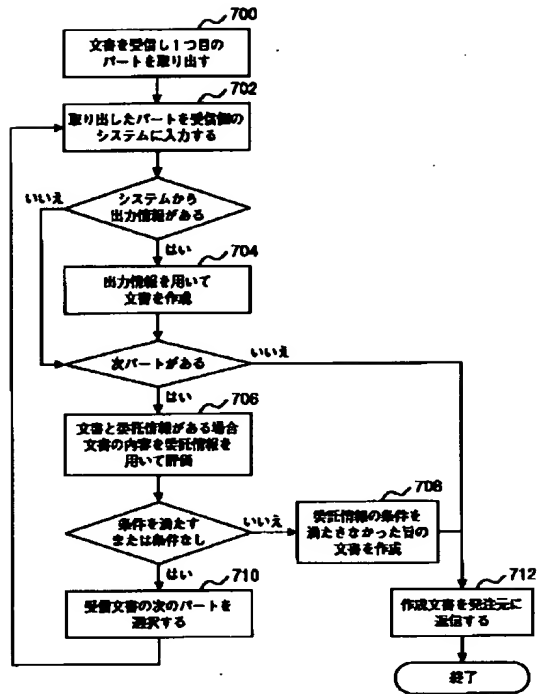 700
文書を受信し１つ目の
パートを取り出す
702
取り出したパートを受信側の
システムに入力する
いいえ
システムから
出力情報がある
はい
704
出力情報を用いて
文書を作成
次パートがある
いいえ
はい
706
文書と委託情報がある場合
文書の内容を委託情報を
用いて評価
条件を満たす
または条件なし
いいえ
708
委託情報の条件を
満たさなかった旨の
文書を作成
はい
710
受信文書の次のパートを
選択する
712
作成文書を発注元に
返信する
終了